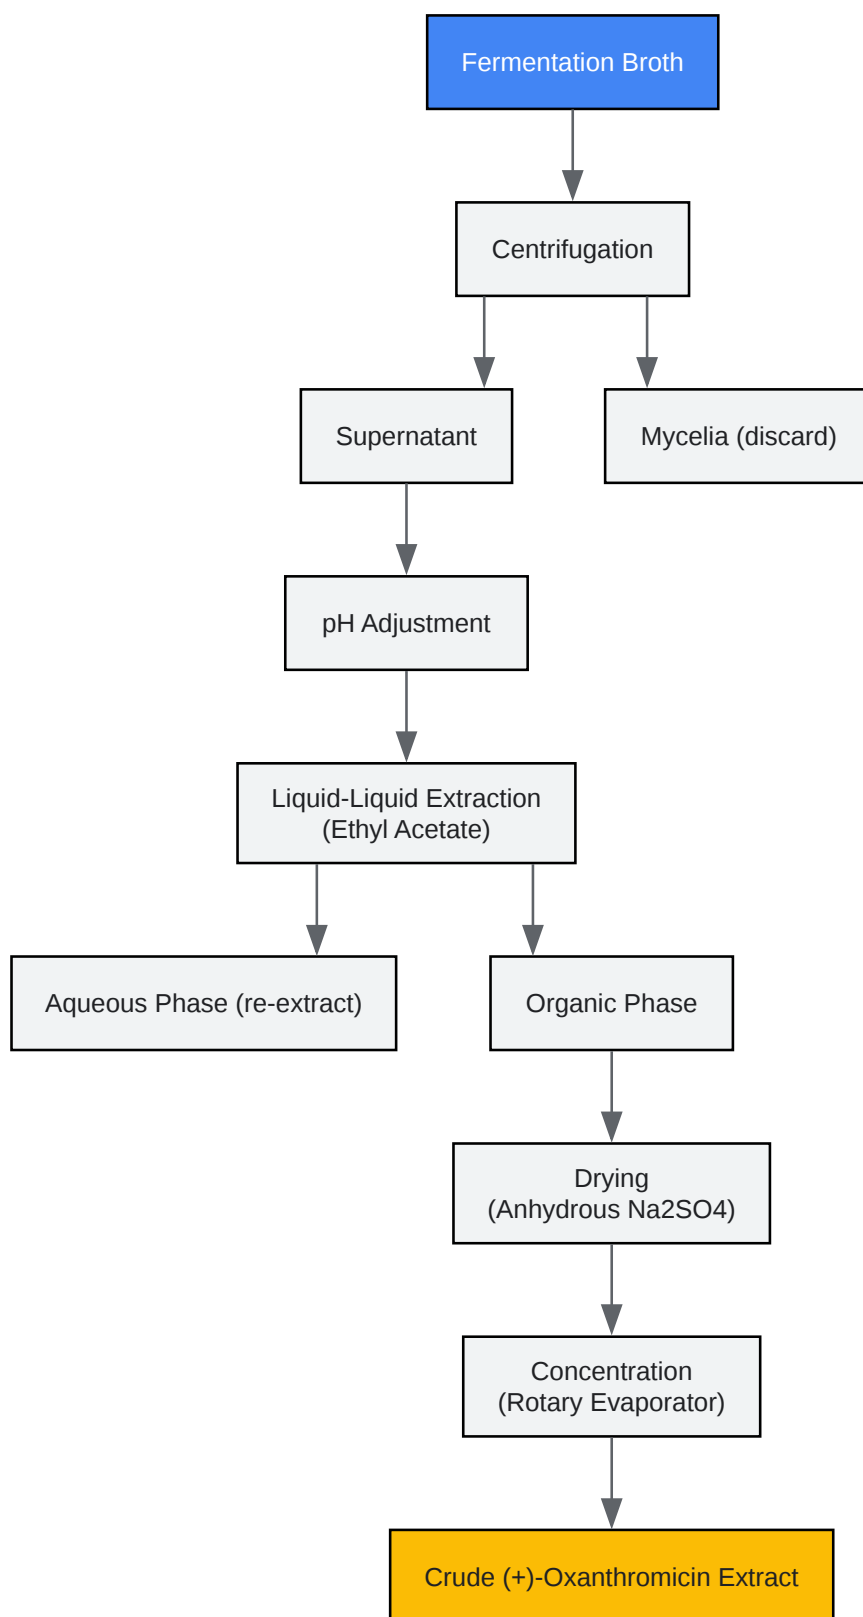 Fermentation Broth
Centrifugation
Supernatant
Mycelia (discard)
pH Adjustment
Liquid-Liquid Extraction
(Ethyl Acetate)
Aqueous Phase (re-extract)
Organic Phase
Drying
(Anhydrous Na2SO4)
Concentration
(Rotary Evaporator)
Crude (+)-Oxanthromicin Extract